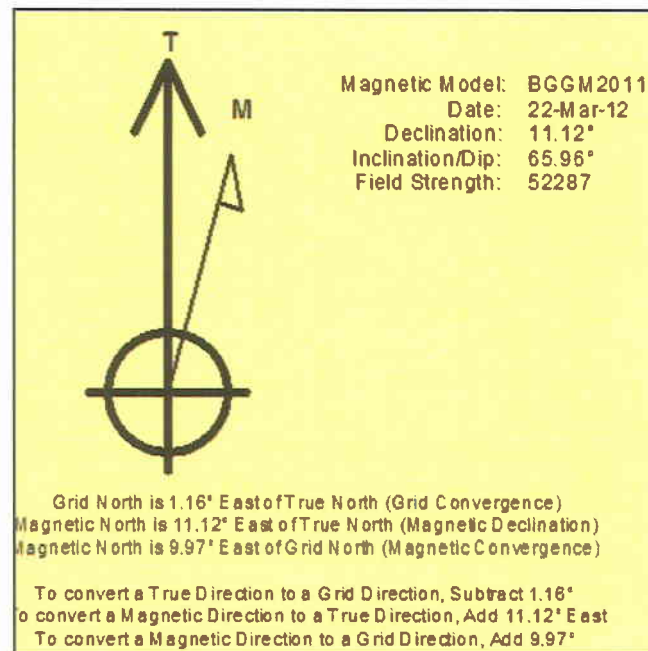 T
M
Magnetic Model: BGGM2011
Date: 22-Mar-12
Declination: 11.12°
Inclination/Dip: 65.96°
Field Strength: 52287
Grid North is 1.16° East of True North (Grid Convergence)
Magnetic North is 11.12° East of True North (Magnetic Declination)
Magnetic North is 9.97° East of Grid North (Magnetic Convergence)
To convert a True Direction to a Grid Direction, Subtract 1.16°
To convert a Magnetic Direction to a True Direction, Add 11.12° East
To convert a Magnetic Direction to a Grid Direction, Add 9.97°